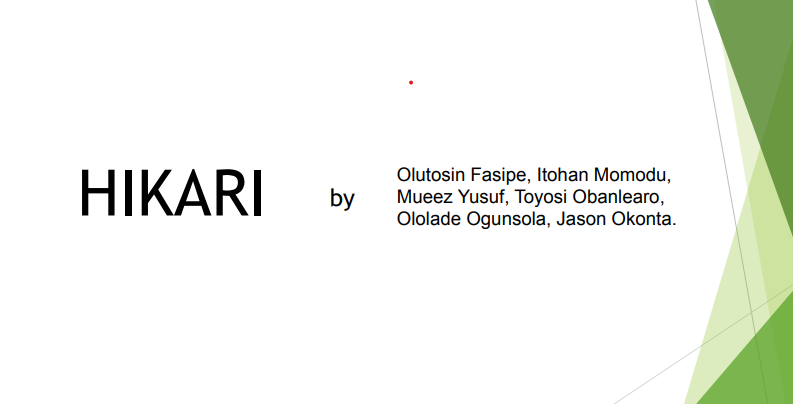 HIKARI
by
Olutosin Fasipe, Itohan Momodu,
Mueez Yusuf, Toyosi Obanlearo,
Ololade Ogunsola, Jason Okonta.